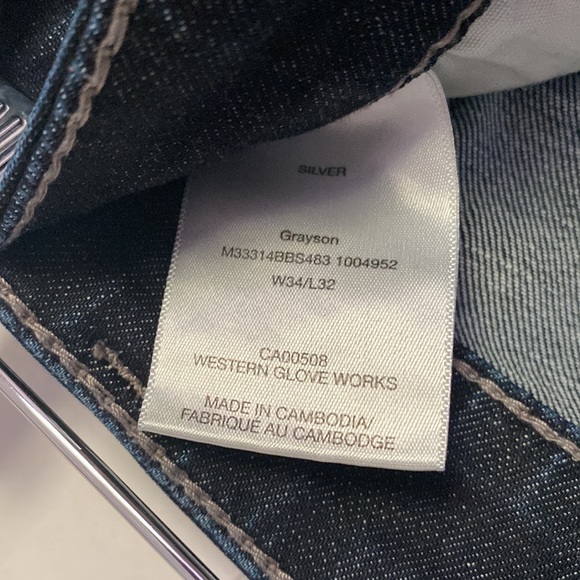 SILVER
Grayson
M33314BBS483 1004952
W34/L32
CA00508
WESTERN GLOVE WORKS
MADE IN CAMBODIA/
FABRIQUÉ AU CAMBODGE